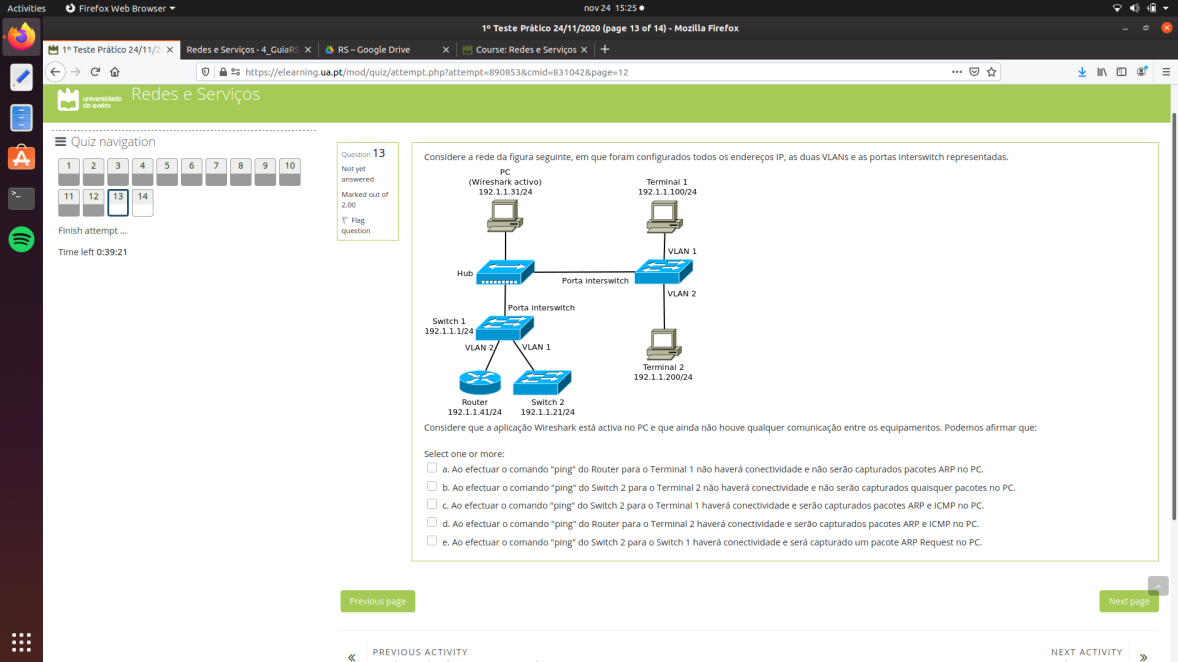 Activities
Firefox Web Browser
nov 24 15:25
1º Teste Prático 24/11/2020 (page 13 of 14) - Mozilla Firefox
1º Teste Prático 24/11/2
Redes e Serviços - 4_GuiaRS
RS – Google Drive
Course: Redes e Serviços
https://elearning.ua.pt/mod/quiz/attempt.php?attempt=890853&cmid=831042&page=12
universidade
de aveiro
Redes e Serviços
Quiz navigation
1 2 3 4 5 6 7 8 9 10
11 12 13 14
Finish attempt ...
Time left 0:39:21
Question 13
Not yet
answered
Marked out of
2.00
Flag
question
Considere a rede da figura seguinte, em que foram configurados todos os endereços IP, as duas VLANs e as portas interswitch representadas.
PC
(Wireshark activo)
192.1.1.31/24
Terminal 1
192.1.1.100/24
VLAN 1
Hub
Porta interswitch
VLAN 2
Porta interswitch
Switch 1
192.1.1.1/24
VLAN 2
VLAN 1
Terminal 2
192.1.1.200/24
Router
192.1.1.41/24
Switch 2
192.1.1.21/24
Considere que a aplicação Wireshark está activa no PC e que ainda não houve qualquer comunicação entre os equipamentos. Podemos afirmar que:
Select one or more:
a. Ao efectuar o comando "ping" do Router para o Terminal 1 não haverá conectividade e não serão capturados pacotes ARP no PC.
b. Ao efectuar o comando "ping" do Switch 2 para o Terminal 2 não haverá conectividade e não serão capturados quaisquer pacotes no PC.
c. Ao efectuar o comando "ping" do Switch 2 para o Terminal 1 haverá conectividade e serão capturados pacotes ARP e ICMP no PC.
d. Ao efectuar o comando "ping" do Router para o Terminal 2 haverá conectividade e serão capturados pacotes ARP e ICMP no PC.
e. Ao efectuar o comando "ping" do Switch 2 para o Switch 1 haverá conectividade e será capturado um pacote ARP Request no PC.
Previous page
Next page
PREVIOUS ACTIVITY
NEXT ACTIVITY